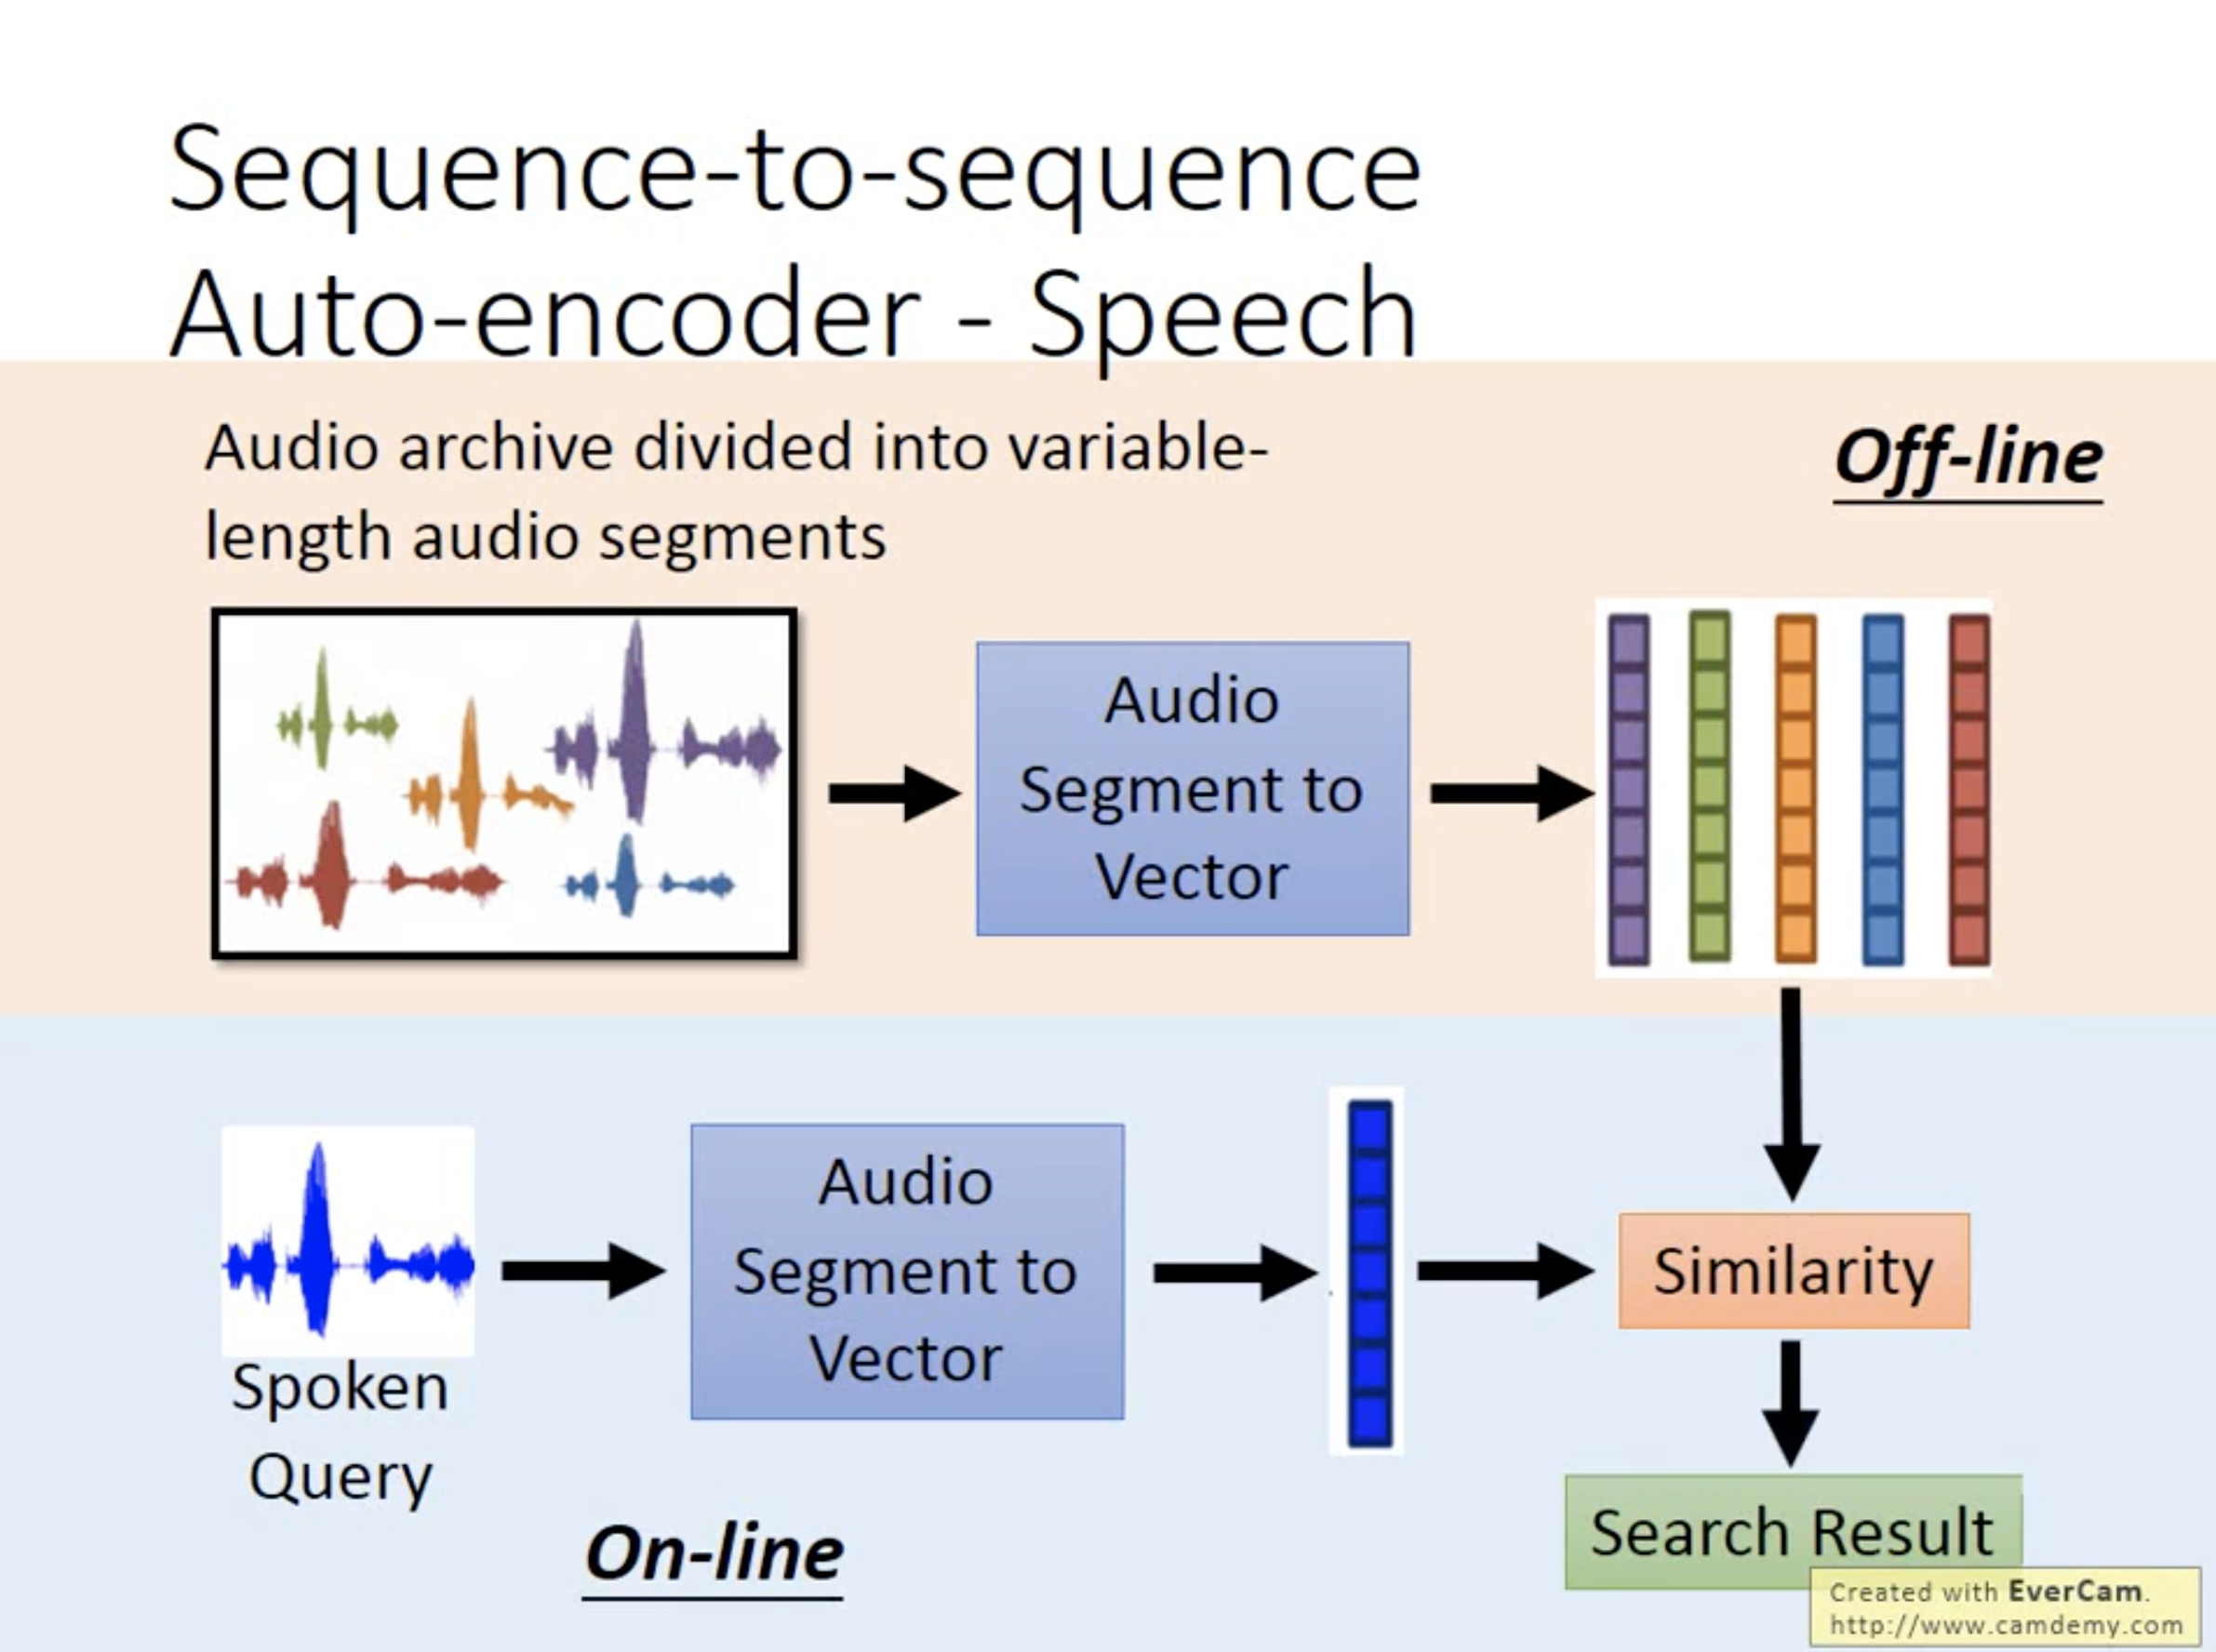 Sequence-to-sequence
Auto-encoder - Speech
Audio archive divided into variable-
length audio segments
Off-line
Audio
Segment to
Vector
Audio
Segment to
Vector
Similarity
Spoken
Query
On-line
Search Result
Created with EverCam.
http://www.camdemy.com